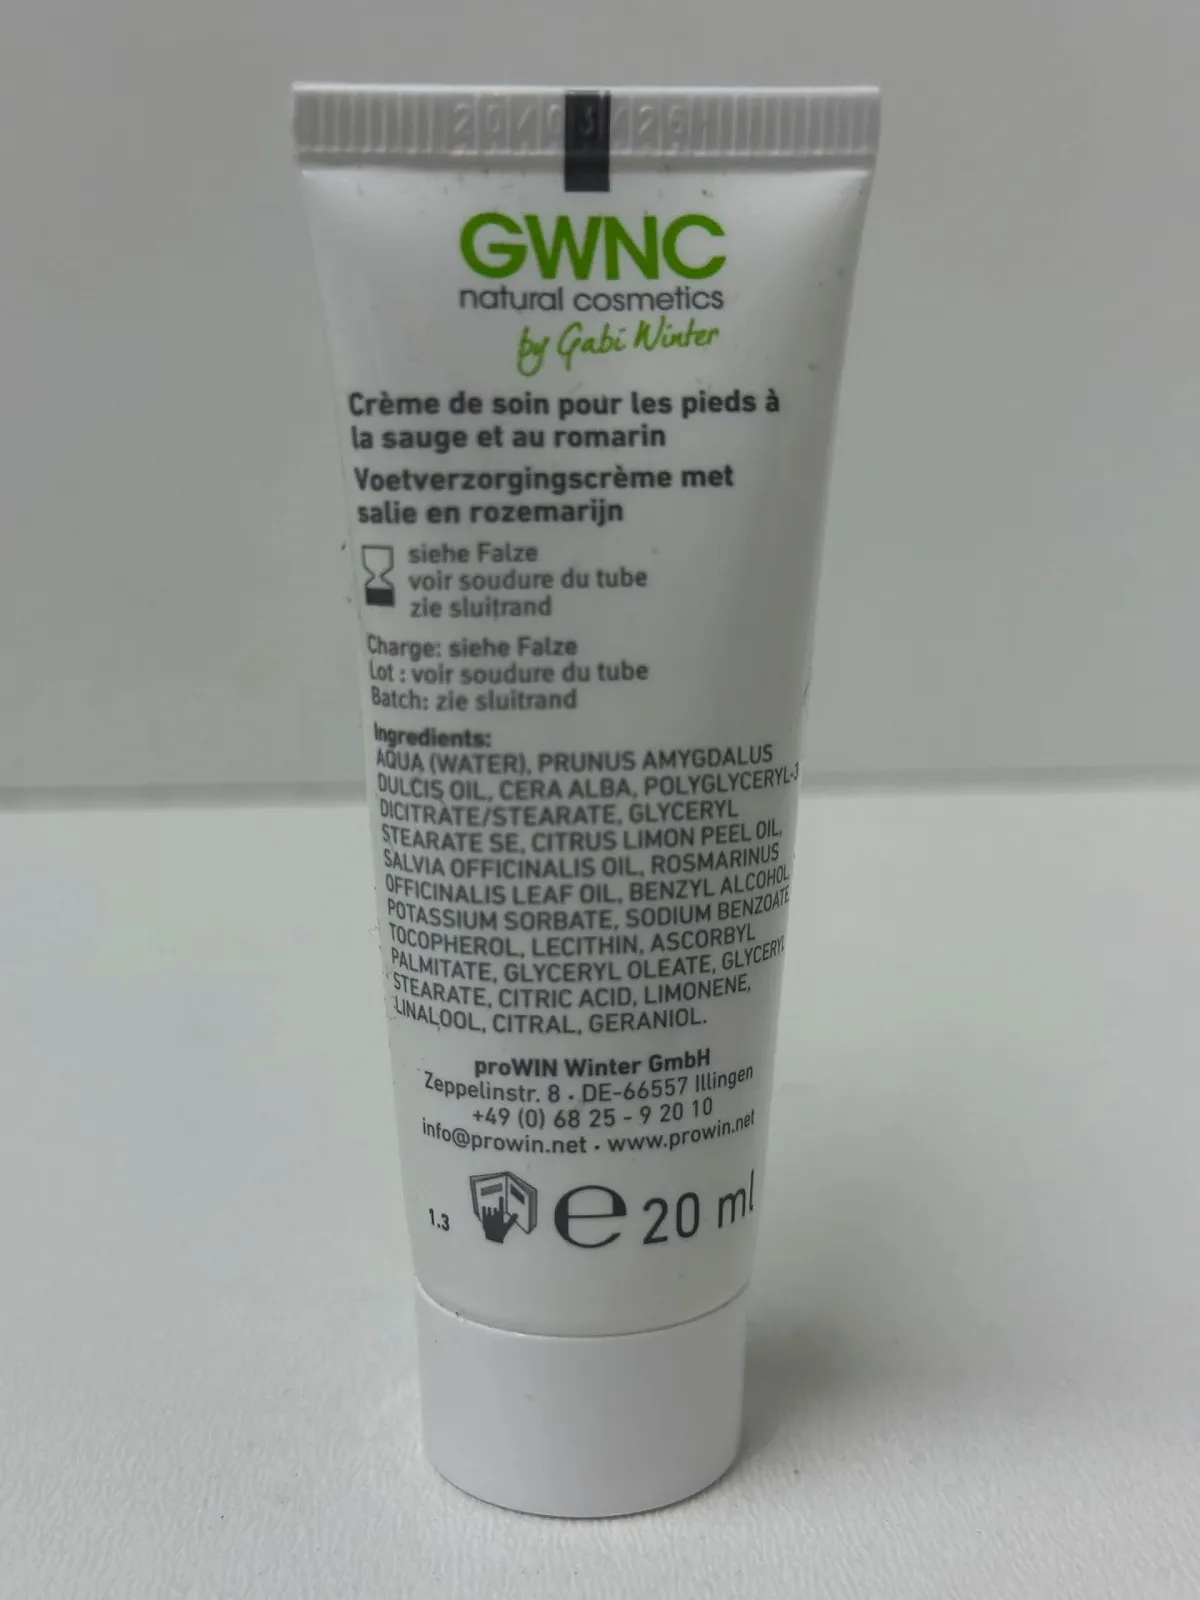 GWNC
natural cosmetics
by Gabi Winter
Crème de soin pour les pieds à
la sauge et au romarin
Voetverzorgingscrème met
salie en rozemarijn
siehe Falze
voir soudure du tube
zie sluitrand
Charge: siehe Falze
Lot : voir soudure du tube
Batch: zie sluitrand
Ingredients:
AQUA (WATER), PRUNUS AMYGDALUS
DULCIS OIL, CERA ALBA, POLYGLYCERYL-3
DICITRATE/STEARATE, GLYCERYL
STEARATE SE, CITRUS LIMON PEEL OIL,
SALVIA OFFICINALIS OIL, ROSMARINUS
OFFICINALIS LEAF OIL, BENZYL ALCOHOL,
POTASSIUM SORBATE, SODIUM BENZOATE
TOCOPHEROL, LECITHIN, ASCORBYL
PALMITATE, GLYCERYL OLEATE, GLYCERYL
STEARATE, CITRIC ACID, LIMONENE,
LINALOOL, CITRAL, GERANIOL.
proWIN Winter GmbH
Zeppelinstr. 8 • DE-66557 Illingen
+49 (0) 68 25 - 9 20 10
info@prowin.net • www.prowin.net
1.3 e 20 ml